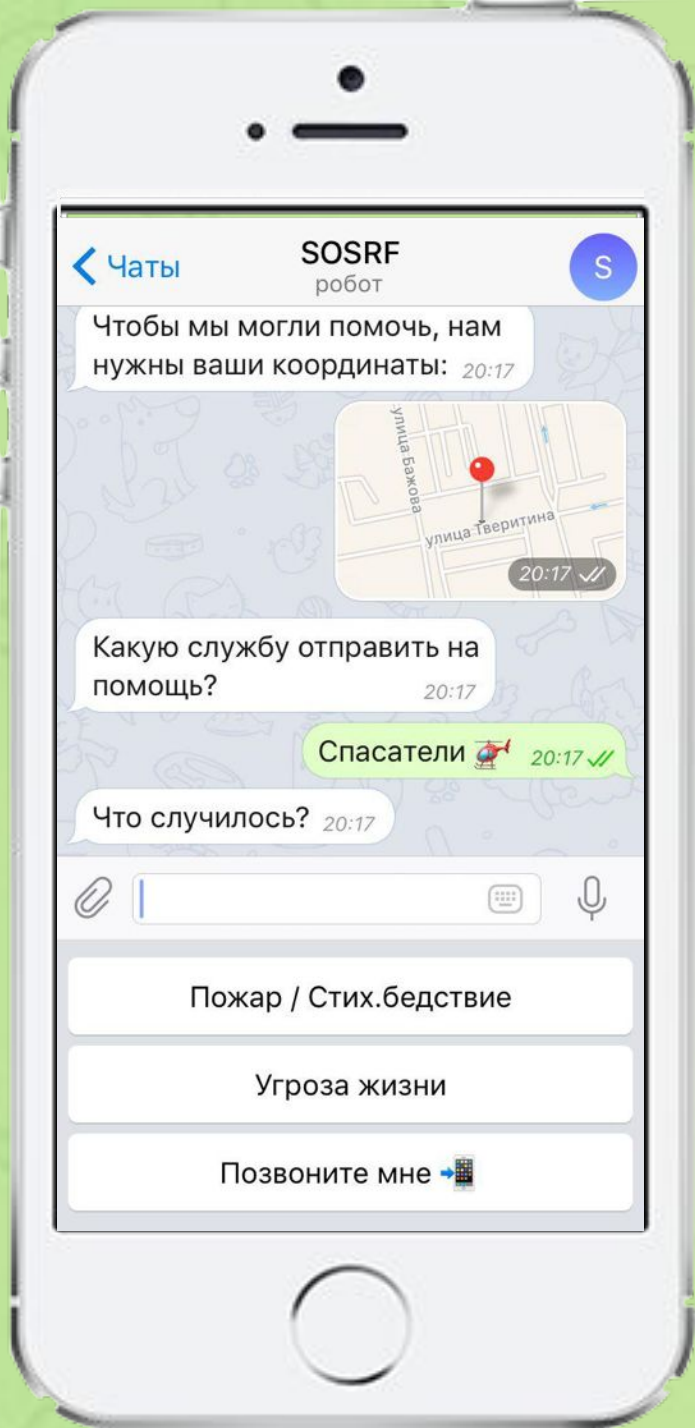 Чаты
SOSRF
робот
S
Чтобы мы могли помочь, нам
нужны ваши координаты: 20:17
улица Бажова
улица Тверитина
20:17
Какую службу отправить на
помощь? 20:17
Спасатели 🚁 20:17
Что случилось? 20:17
Пожар / Стих.бедствие
Угроза жизни
Позвоните мне 📲